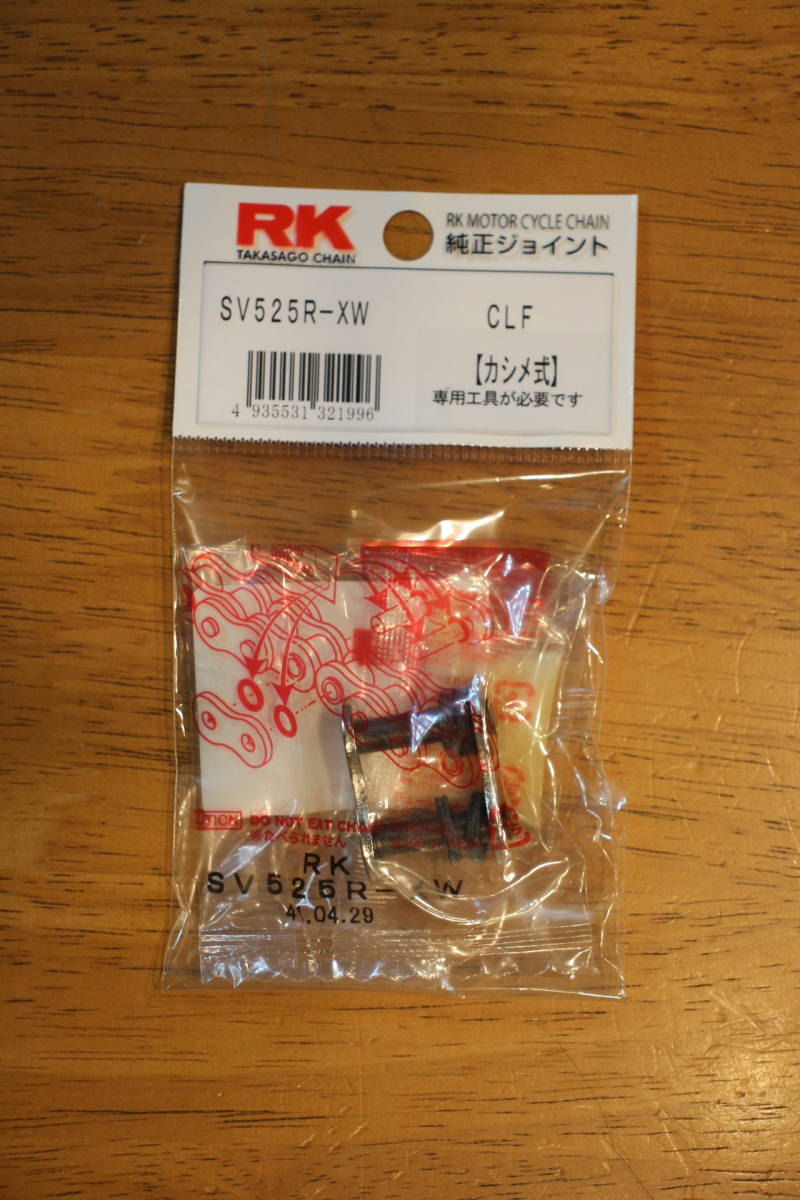 RK
TAKASAGO CHAIN
RK MOTOR CYCLE CHAIN
純正ジョイント
SV525R-XW
CLF
【カシメ式】
専用工具が必要です
4 935531 321996
DO NOT EAT
※たべられません
RK
SV525R-XW
.04.29